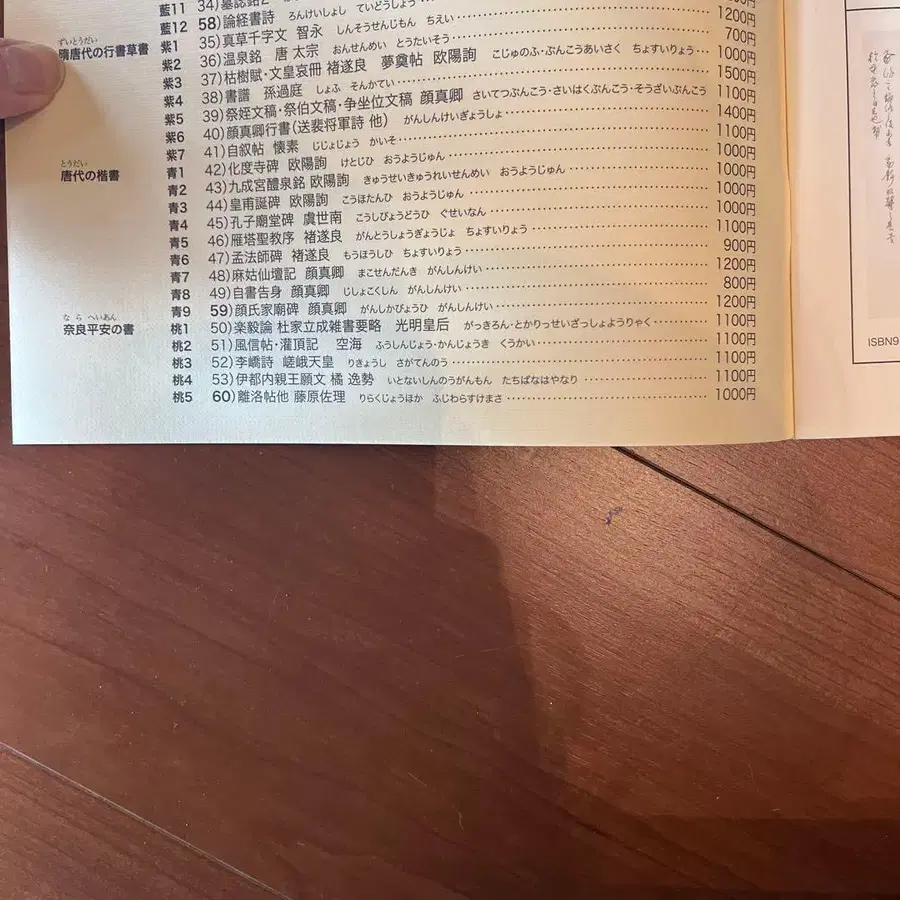 藍11 34)墓誌銘2
藍12 58)論経書詩 ろんけいしょし ていどうしょう
ずいとうだい
隋唐代の行書草書 紫1 35)真草千字文 智永 しんそうせんじもん ちえい 1200円
紫2 36)温泉銘 唐 太宗 おんせんめい とうたいそう 700円
紫3 37)枯樹賦・文皇哀冊 褚遂良 夢奠帖 欧陽詢 こじゅのふ・ぶんこうあいさく ちょすいりょう 1000円
紫4 38)書譜 孫過庭 しょふ そんかてい 1500円
紫5 39)祭姪文稿・祭伯文稿・争坐位文稿 顔真卿 さいてつぶんこう・さいはくぶんこう・そうざいぶんこう 1100円
紫6 40)顔真卿行書(送裴将軍詩 他) がんしんけいぎょうしょ 1400円
紫7 41)自叙帖 懐素 じじょじょう かいそ 1100円
とうだい
唐代の楷書 青1 42)化度寺碑 欧陽詢 けとじひ おうようじゅん 1000円
青2 43)九成宮醴泉銘 欧陽詢 きゅうせいきゅうれいせんめい おうようじゅん 1000円
青3 44)皇甫誕碑 欧陽詢 こうほたんひ おうようじゅん 1000円
青4 45)孔子廟堂碑 虞世南 こうしびょうどうひ ぐせいなん 1000円
青5 46)雁塔聖教序 褚遂良 がんとうしょうぎょうじょ ちょすいりょう 1100円
青6 47)孟法師碑 褚遂良 もうほうしひ ちょすいりょう 900円
青7 48)麻姑仙壇記 顔真卿 まこせんだんき がんしんけい 1200円
青8 49)自書告身 顔真卿 じしょこくしん がんしんけい 800円
青9 59)顔氏家廟碑 顔真卿 がんしかびょうひ がんしんけい 1200円
なら へいあん
奈良平安の書 桃1 50)楽毅論 杜家立成雑書要略 光明皇后 がっきろん・とかりっせいざっしょようりゃく 1100円
桃2 51)風信帖・灌頂記 空海 ふうしんじょう・かんじょうき くうかい 1100円
桃3 52)李嶠詩 嵯峨天皇 りきょうし さがてんのう 1100円
桃4 53)伊都内親王願文 橘 逸勢 いとないしんのうがんもん たちばなはやなり 1100円
桃5 60)離洛帖他 藤原佐理 りらくじょうほか ふじわらすけまさ 1000円
ISBN9